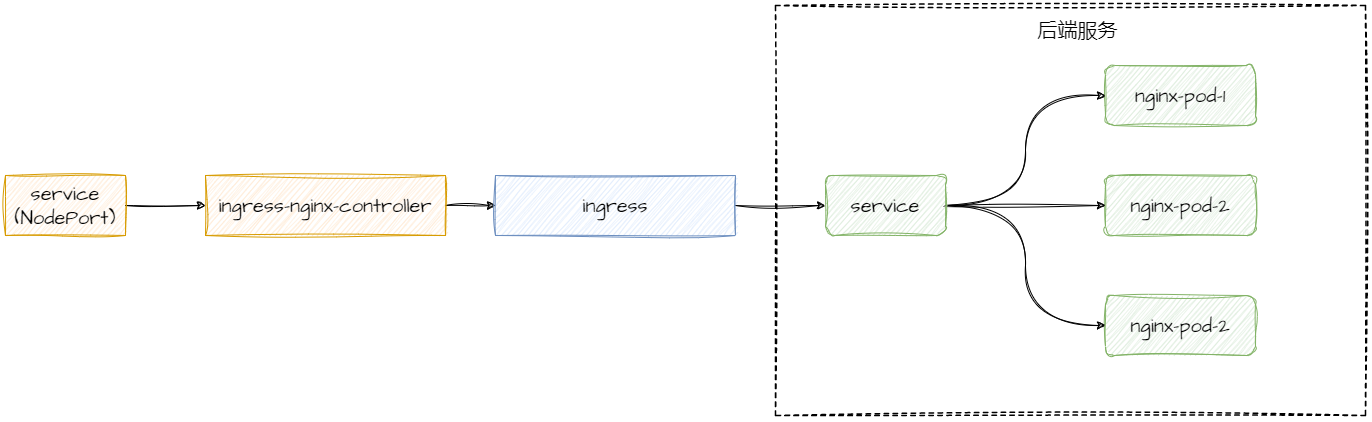 后端服务
nginx-pod-1
service
(NodePort)
ingress-nginx-controller
ingress
service
nginx-pod-2
nginx-pod-2